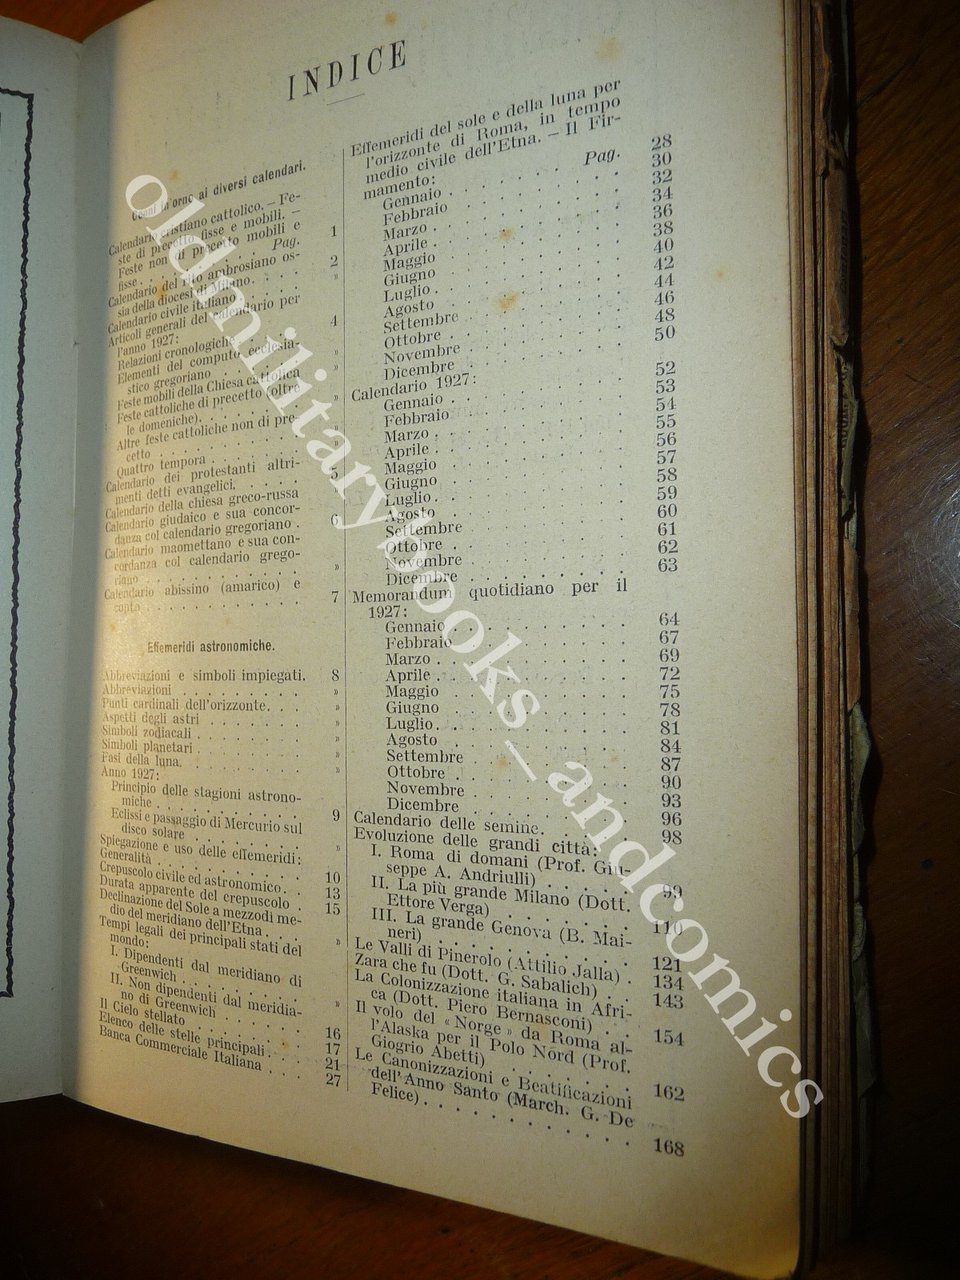 INDICE
Cenni intorno ai diversi calendari.
Calendario cristiano cattolico. – Fe-
ste di precetto fisse e mobili. –
Feste non di precetto mobili e
fisse . . . . . . . Pag. 1
Calendario del rito ambrosiano os-
sia della diocesi di Milano . . . . 2
Calendario civile italiano . . . . »
Articoli generali del calendario per
l'anno 1927:
Relazioni cronologiche . . . . 4
Elementi del computo ecclesia-
stico gregoriano . . . . »
Feste mobili della Chiesa cattolica »
Feste cattoliche di precetto (oltre
le domeniche) . . . . »
Altre feste cattoliche non di pre-
cetto . . . . »
Quattro tempora . . . .
Calendario dei protestanti altri-
menti detti evangelici. . . . 5
Calendario della chiesa greco-russa »
Calendario giudaico e sua concor-
danza col calendario gregoriano . 6
Calendario maomettano e sua con-
cordanza col calendario grego-
riano . . . . »
Calendario abissino (amarico) e
copto . . . . 7
Effemeridi astronomiche.
Abbreviazioni e simboli impiegati. 8
Abbreviazioni . . . . »
Punti cardinali dell'orizzonte. . . »
Aspetti degli astri . . . . »
Simboli zodiacali . . . . »
Simboli planetari . . . . »
Fasi della luna. . . . »
Anno 1927:
Principio delle stagioni astrono-
miche . . . . 9
Eclissi e passaggio di Mercurio sul
disco solare . . . . »
Spiegazione e uso delle effemeridi:
Generalità . . . . 10
Crepuscolo civile ed astronomico. . 13
Durata apparente del crepuscolo . 15
Declinazione del Sole a mezzodì me-
dio del meridiano dell'Etna . . . »
Tempi legali dei principali stati del
mondo:
I. Dipendenti dal meridiano di
Greenwich . . . . »
II. Non dipendenti dal meridia-
no di Greenwich . . . . 16
Il Cielo stellato . . . . 17
Elenco delle stelle principali . . . 21
Banca Commerciale Italiana . . . 27
Effemeridi del sole e della luna per
l'orizzonte di Roma, in tempo
medio civile dell'Etna. – Il Fir-
mamento: Pag.
Gennaio . . . . 28
Febbraio . . . . 30
Marzo . . . . 32
Aprile . . . . 34
Maggio . . . . 36
Giugno . . . . 38
Luglio . . . . 40
Agosto . . . . 42
Settembre . . . . 44
Ottobre . . . . 46
Novembre . . . . 48
Dicembre . . . . 50
Calendario 1927:
Gennaio . . . . 52
Febbraio . . . . 53
Marzo . . . . 54
Aprile . . . . 55
Maggio . . . . 56
Giugno . . . . 57
Luglio . . . . 58
Agosto . . . . 59
Settembre . . . . 60
Ottobre . . . . 61
Novembre . . . . 62
Dicembre . . . . 63
Memorandum quotidiano per il
1927:
Gennaio . . . . 64
Febbraio . . . . 67
Marzo . . . . 69
Aprile . . . . 72
Maggio . . . . 75
Giugno . . . . 78
Luglio . . . . 81
Agosto . . . . 84
Settembre . . . . 87
Ottobre . . . . 90
Novembre . . . . 93
Dicembre . . . . 96
Calendario delle semine. . . . 98
Evoluzione delle grandi città:
I. Roma di domani (Prof. Giu-
seppe A. Andriulli) . . . . 99
II. La più grande Milano (Dott.
Ettore Verga) . . . . 110
III. La grande Genova (B. Mai-
neri) . . . . 121
Le Valli di Pinerolo (Attilio Jalla) . 134
Zara che fu (Dott. G. Sabalich) . . 143
La Colonizzazione italiana in Afri-
ca (Dott. Piero Bernasconi) . . 154
Il volo del «Norge» da Roma al-
l'Alaska per il Polo Nord (Prof.
Giogrio Abetti) . . . . 162
Le Canonizzazioni e Beatificazioni
dell'Anno Santo (March. G. De
Felice) . . . . 168
oldmilitarybooks_andcomics